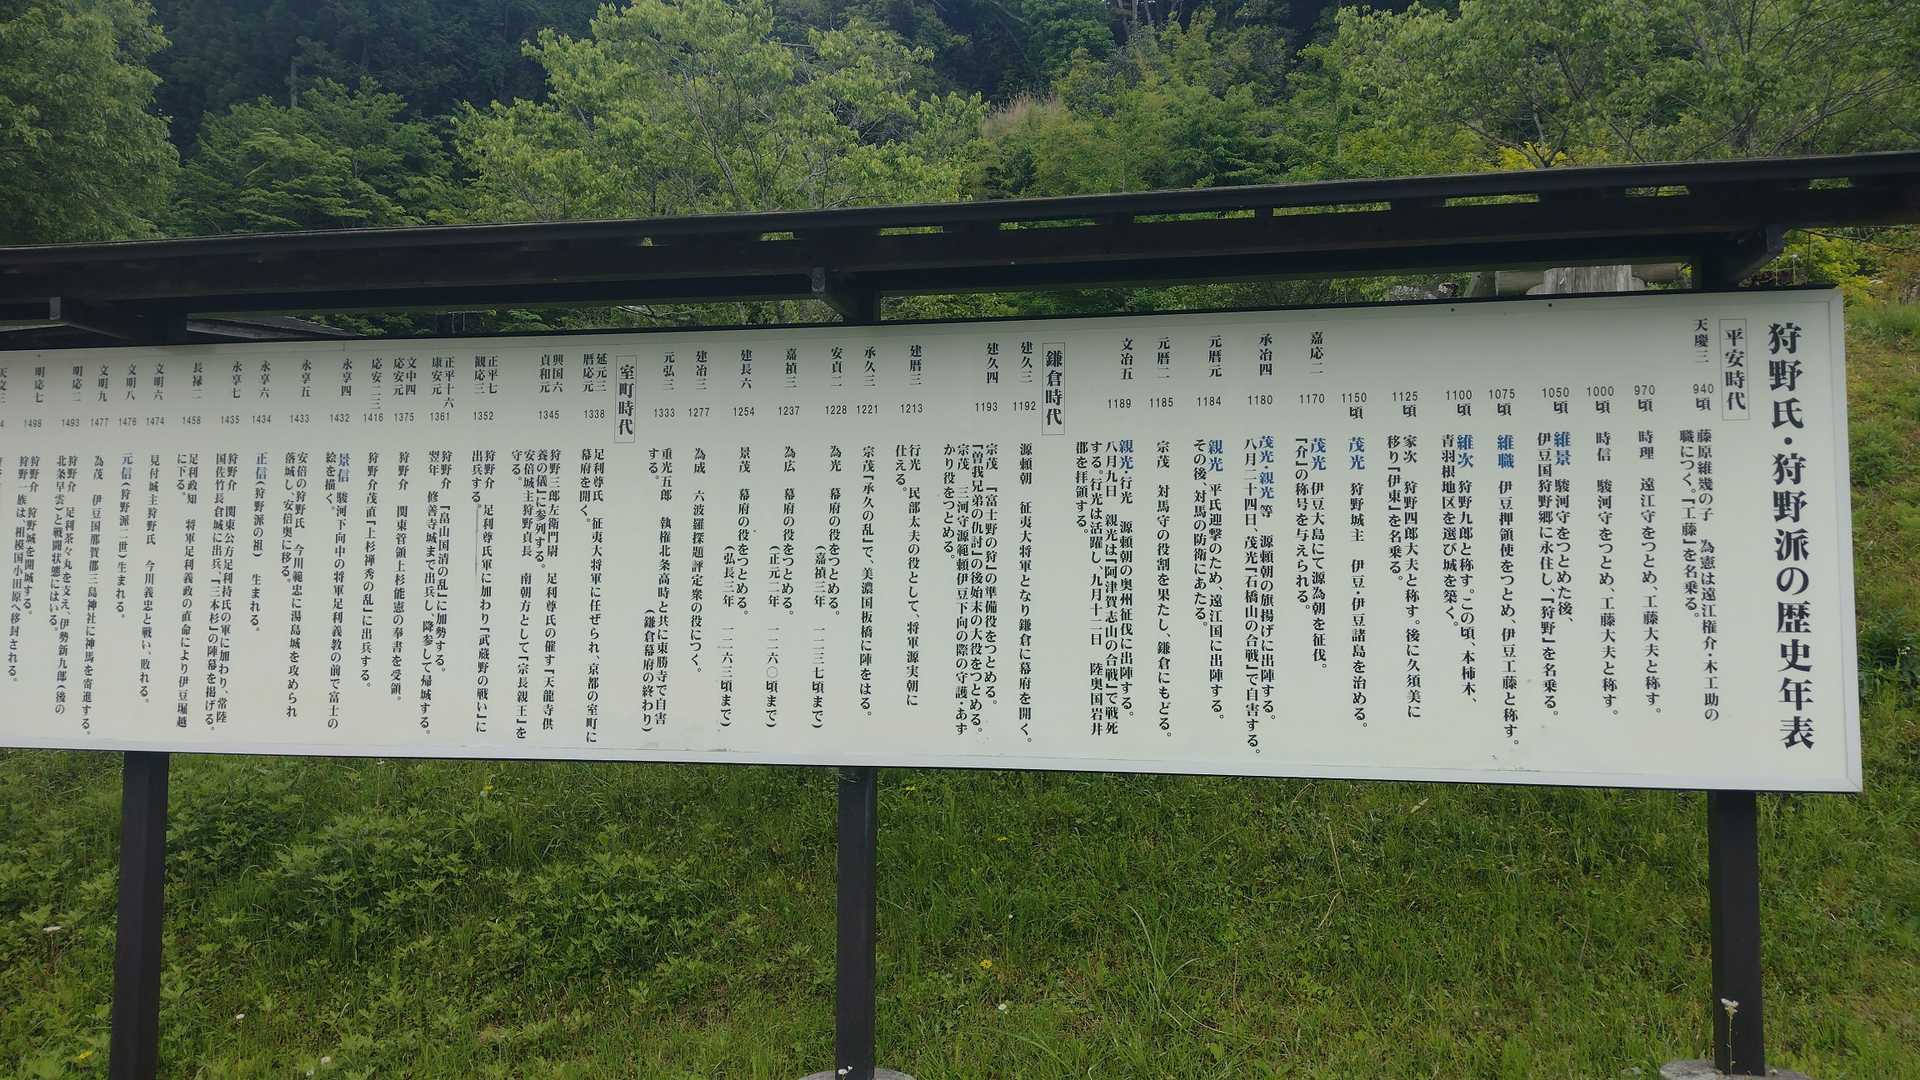 狩野氏・狩野派の歴史年表
平安時代
天慶三 940頃 藤原維幾の子 為憲は遠江権介・木工助の
職につく、『工藤』を名乗る。
970頃 時理 遠江守をつとめ、工藤大夫と称す。
1000頃 時信 駿河守をつとめ、工藤大夫と称す。
1050頃 維景 駿河守をつとめた後、
伊豆国狩野郷に永住し、『狩野』を名乗る。
1075頃 維職 伊豆押領使をつとめ、伊豆工藤と称す。
1100頃 維次 狩野九郎と称す。この頃、本柿木、
青羽根地区を選び城を築く。
1125頃 家次 狩野四郎大夫と称す。後に久須美に
移り『伊東』を名乗る。
1150頃 茂光 狩野城主 伊豆・伊豆諸島を治める。
嘉応二 1170 茂光 伊豆大島にて源為朝を征伐。
『介』の称号を与えられる。
承治四 1180 茂光・親光 等 源頼朝の旗揚げに出陣する。
八月二十四日、茂光『石橋山の合戦』で自害する。
元暦元 1184 親光 平氏迎撃のため、遠江国に出陣する。
その後、対馬の防衛にあたる。
元暦二 1185 宗茂 対馬守の役割を果たし、鎌倉にもどる。
文治五 1189 親光・行光 源頼朝の奥州征伐に出陣する。
八月九日 親光は『阿津賀志山の合戦』で戦死
する。行光は活躍し、九月十二日 陸奥国岩井
郡を拝領する。
鎌倉時代
建久三 1192 源頼朝 征夷大将軍となり鎌倉に幕府を開く。
建久四 1193 宗茂 『富士野の狩』の準備役をつとめる。
『曽我兄弟の仇討』の後始末の大役をつとめる。
宗茂 三河守源範頼伊豆下向の際の守護・あず
かり役をつとめる。
建暦三 1213 行光 民部太夫の役として、将軍源実朝に
仕える。
承久三 1221 宗茂『承久の乱』で、美濃国板橋に陣をはる。
安貞二 1228 為光 幕府の役をつとめる。
(嘉禎三年 一二三七頃まで)
嘉禎三 1237 為広 幕府の役をつとめる。
(正元二年 一二六〇頃まで)
建長六 1254 景茂 幕府の役をつとめる。
(弘長三年 一二六三頃まで)
建治三 1277 為成 六波羅探題評定衆の役につく。
元弘三 1333 重光五郎 執権北条高時と共に東勝寺で自害
する。 (鎌倉幕府の終わり)
室町時代
延元三
暦応元 1338 足利尊氏 征夷大将軍に任ぜられ、京都の室町に
幕府を開く。
興国六
貞和元 1345 狩野三郎左衛門尉 足利尊氏の催す『天龍寺供
養の儀』に参列する。
安倍城主狩野貞長 南朝方として『宗長親王』を
守る。
正平七
観応三 1352 狩野介 足利尊氏軍に加わり『武蔵野の戦い』に
出兵する。
正平十六
康安元 1361 狩野介 『畠山国清の乱』に加勢する。
翌年 修善寺城まで出兵し、降参して帰城する。
文中四
応安元 1375 狩野介 関東管領上杉能憲の奉書を受領。
応安二三 1416 狩野介茂直『上杉禅秀の乱』に出兵する。
永享四 1432 景信 駿河下向中の将軍足利義教の前で富士の
絵を描く。
永享五 1433 安倍の狩野氏 今川範忠に湯島城を攻められ
落城し、安倍奥に移る。
永享六 1434 正信(狩野派の祖) 生まれる。
永享七 1435 狩野介 関東公方足利持氏の軍に加わり、常陸
国佐竹長倉城に出兵、『三本杉』の陣幕を揚げる。
長禄二 1458 足利政知 将軍足利義政の直命により伊豆堀越
に下る。
文明六 1474 見付城主狩野氏 今川義忠と戦い、敗れる。
文明八 1476 元信(狩野派二世)生まれる。
文明九 1477 為茂 伊豆国那賀郡三島神社に神馬を寄進する。
明応二 1493 狩野介 足利茶々丸を支え、伊勢新九郎(後の
北条早雲)と戦闘状態にはいる。
明応七 1498 狩野介 狩野城を開城する。
狩野一族は、相模国小田原へ移封される。